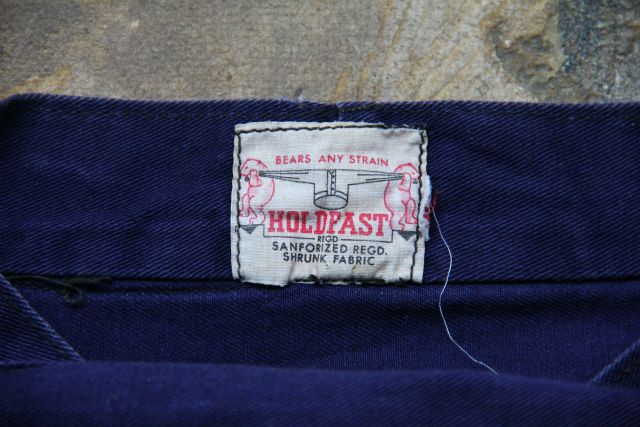 BEARS ANY STRAIN
HOLDFAST
REGD
SANFORIZED REGD.
SHRUNK FABRIC